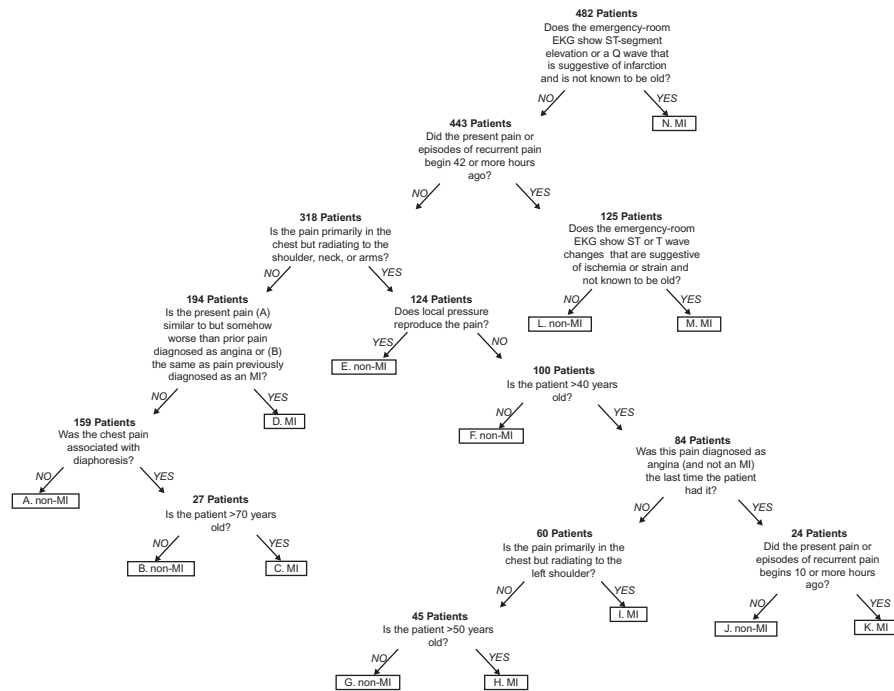 482 Patients
Does the emergency-room
EKG show ST-segment
elevation or a Q wave that
is suggestive of infarction
and is not known to be old?
NO
YES
N. MI
443 Patients
Did the present pain or
episodes of recurrent pain
begin 42 or more hours
ago?
NO
YES
318 Patients
Is the pain primarily in the
chest but radiating to the
shoulder, neck, or arms?
NO
YES
125 Patients
Does the emergency-room
EKG show ST or T wave
changes that are suggestive
of ischemia or strain and
not known to be old?
NO
YES
L. non-MI
M. MI
194 Patients
Is the present pain (A)
similar to but somehow
worse than prior pain
diagnosed as angina or (B)
the same as pain previously
diagnosed as an MI?
NO
YES
D. MI
124 Patients
Does local pressure
reproduce the pain?
YES
NO
E. non-MI
100 Patients
Is the patient >40 years
old?
NO
YES
F. non-MI
159 Patients
Was the chest pain
associated with
diaphoresis?
NO
YES
A. non-MI
27 Patients
Is the patient >70 years
old?
NO
YES
B. non-MI
C. MI
84 Patients
Was this pain diagnosed as
angina (and not an MI)
the last time the patient
had it?
NO
YES
60 Patients
Is the pain primarily in the
chest but radiating to the
left shoulder?
NO
YES
I. MI
24 Patients
Did the present pain or
episodes of recurrent pain
begins 10 or more hours
ago?
NO
YES
J. non-MI
K. MI
45 Patients
Is the patient >50 years
old?
NO
YES
G. non-MI
H. MI